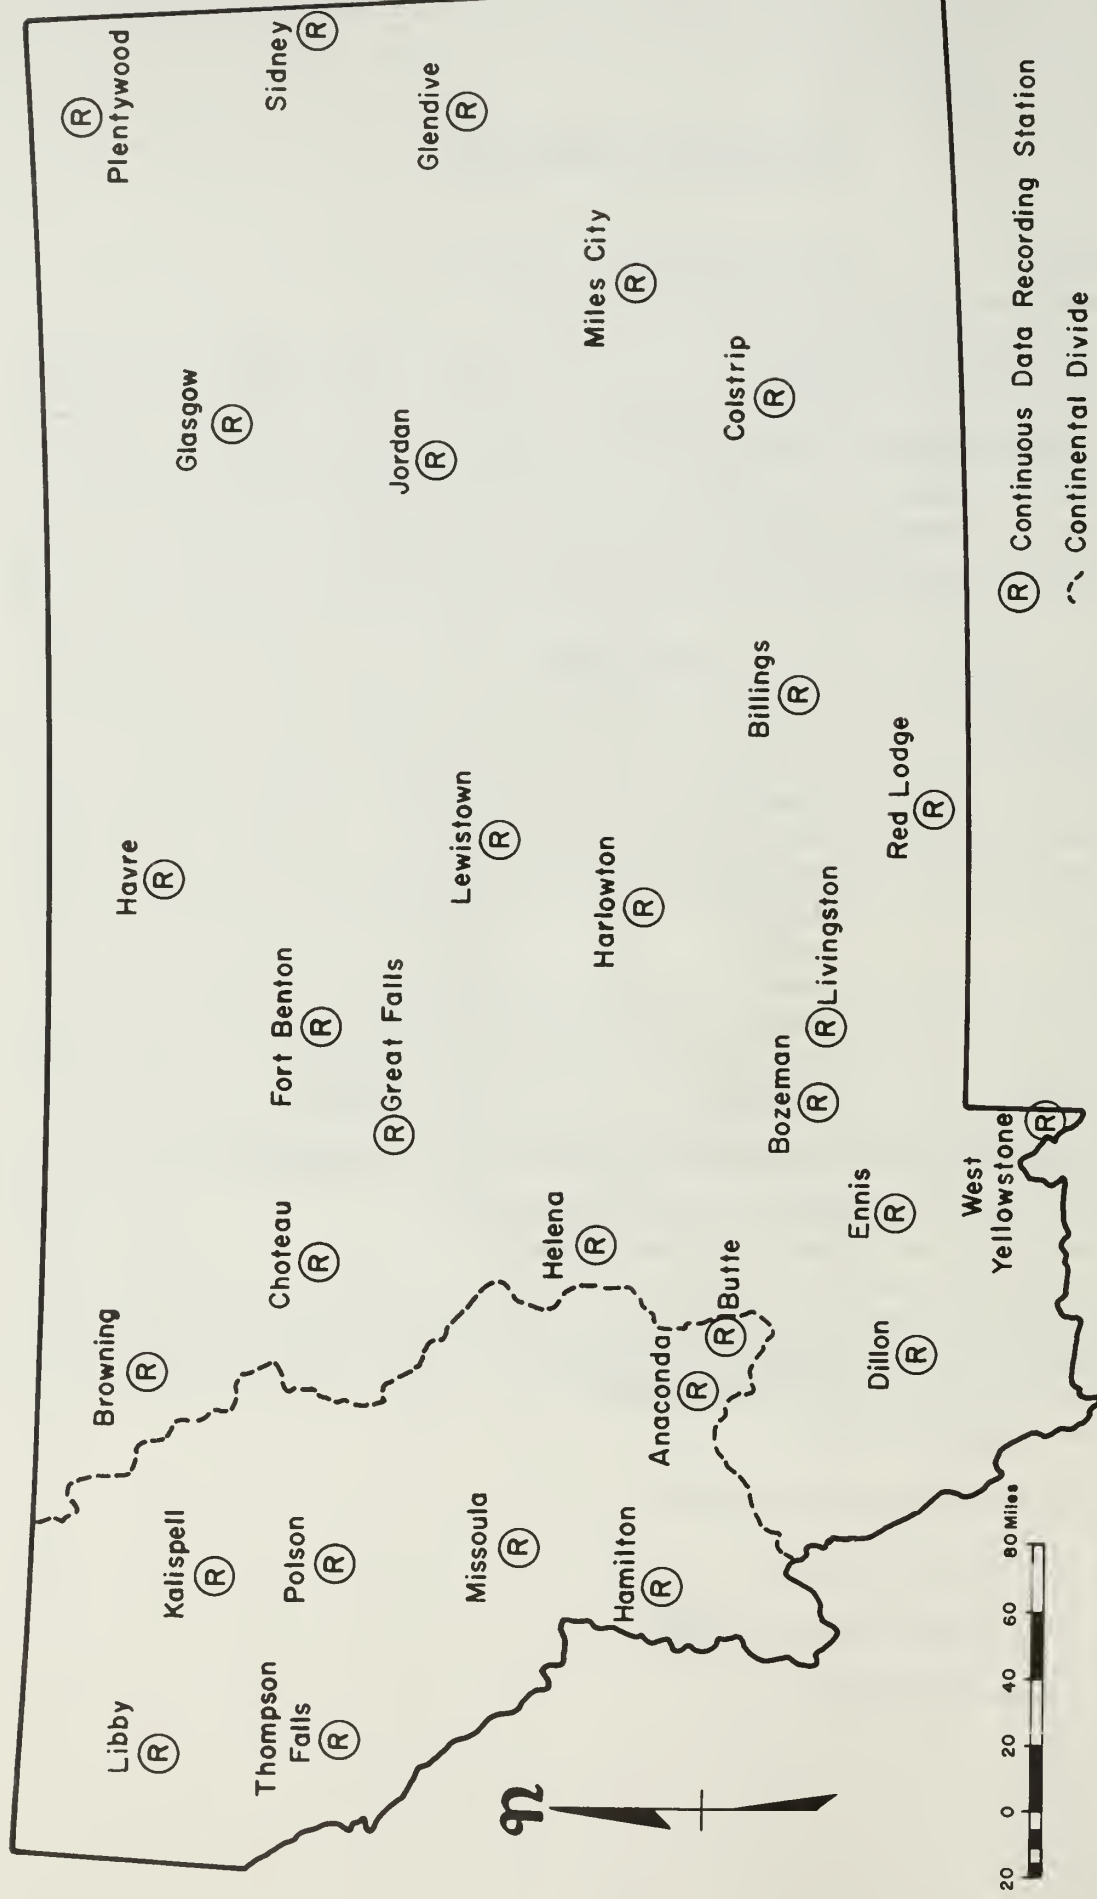 Plentywood
R
Sidney
R
Glendive
R
Miles City
R
Glasgow
R
Jordan
R
Colstrip
R
Billings
R
Red Lodge
R
Havre
R
Lewistown
R
Harlowton
R
Fort Benton
R
R Great Falls
R Livingston
Bozeman
R
Choteau
R
Helena
R
Ennis
R
West
Yellowstone
R
Browning
R
Butte
R
Anaconda
R
Dillon
R
Kalispell
R
Polson
R
Missoula
R
Hamilton
R
Libby
R
Thompson
Falls
R
n
20 0 20 40 60 80 Miles
R Continuous Data Recording Station
Continental Divide